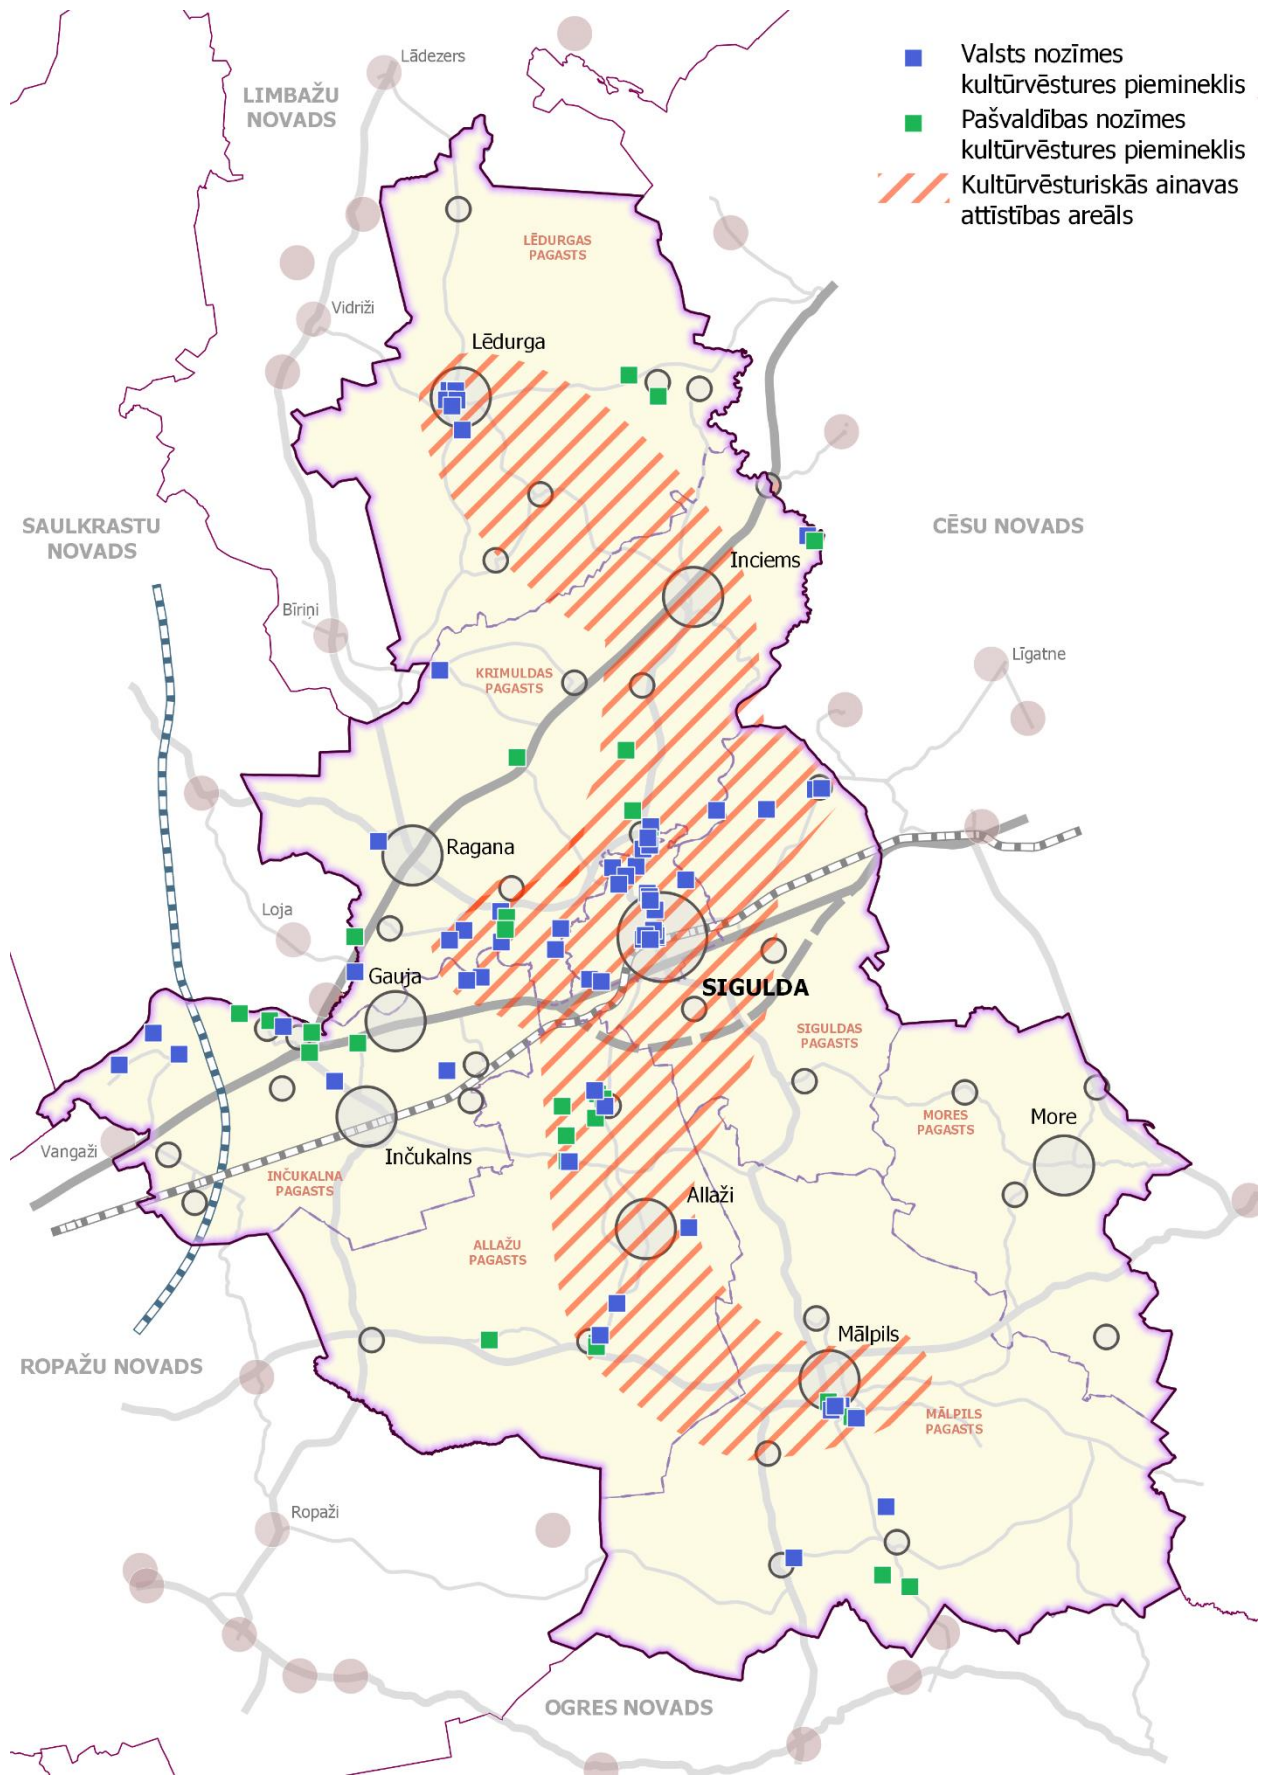 Valsts nozīmes
kultūrvēstures piemineklis
Pašvaldības nozīmes
kultūrvēstures piemineklis
Kultūrvēsturiskās ainavas
attīstības areāls
Lādezers
LIMBAŽU
NOVADS
LĒDURGAS
PAGASTS
Vidriži
Lēdurga
SAULKRASTU
NOVADS
CĒSU NOVADS
Inciems
Bīriņi
Līgatne
KRIMULDAS
PAGASTS
Ragana
Loja
Gauja
SIGULDA
SIGULDAS
PAGASTS
MORES
PAGASTS
More
Vangaži
Inčukalns
INČUKALNA
PAGASTS
Allaži
ALLAŽU
PAGASTS
Mālpils
ROPAŽU NOVADS
MĀLPILS
PAGASTS
Ropaži
OGRES NOVADS